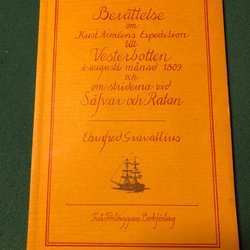 Berättelse
om
Kust Arméens Expedition
till
Vesterbotten
i augusti månad 1809
och
om striderna vid
Säfvar och Ratan
Ehrnfred Gravallius
Två Förläggare Bokförlag